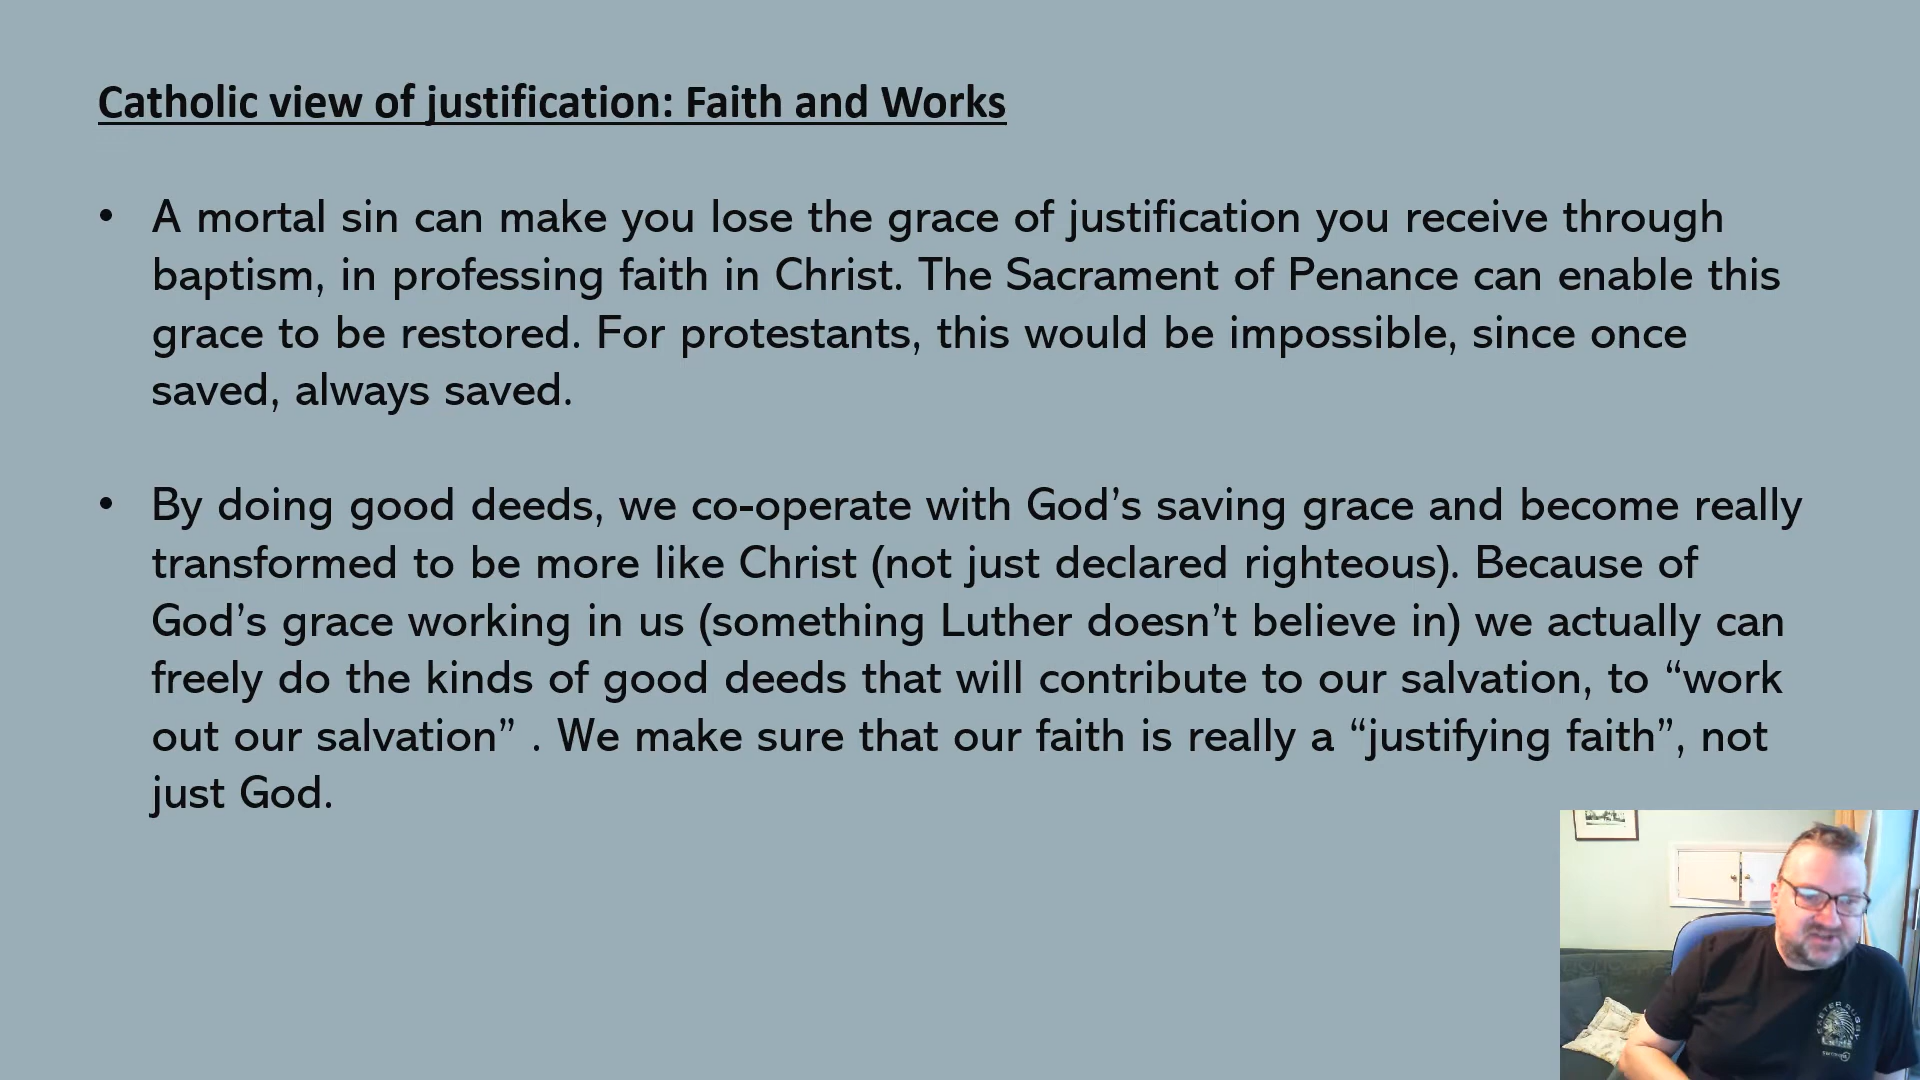 Catholic view of justification: Faith and Works
• A mortal sin can make you lose the grace of justification you receive through
baptism, in professing faith in Christ. The Sacrament of Penance can enable this
grace to be restored. For protestants, this would be impossible, since once
saved, always saved.
• By doing good deeds, we co-operate with God’s saving grace and become really
transformed to be more like Christ (not just declared righteous). Because of
God’s grace working in us (something Luther doesn’t believe in) we actually can
freely do the kinds of good deeds that will contribute to our salvation, to “work
out our salvation” . We make sure that our faith is really a “justifying faith”, not
just God.
EXETER RUGBY